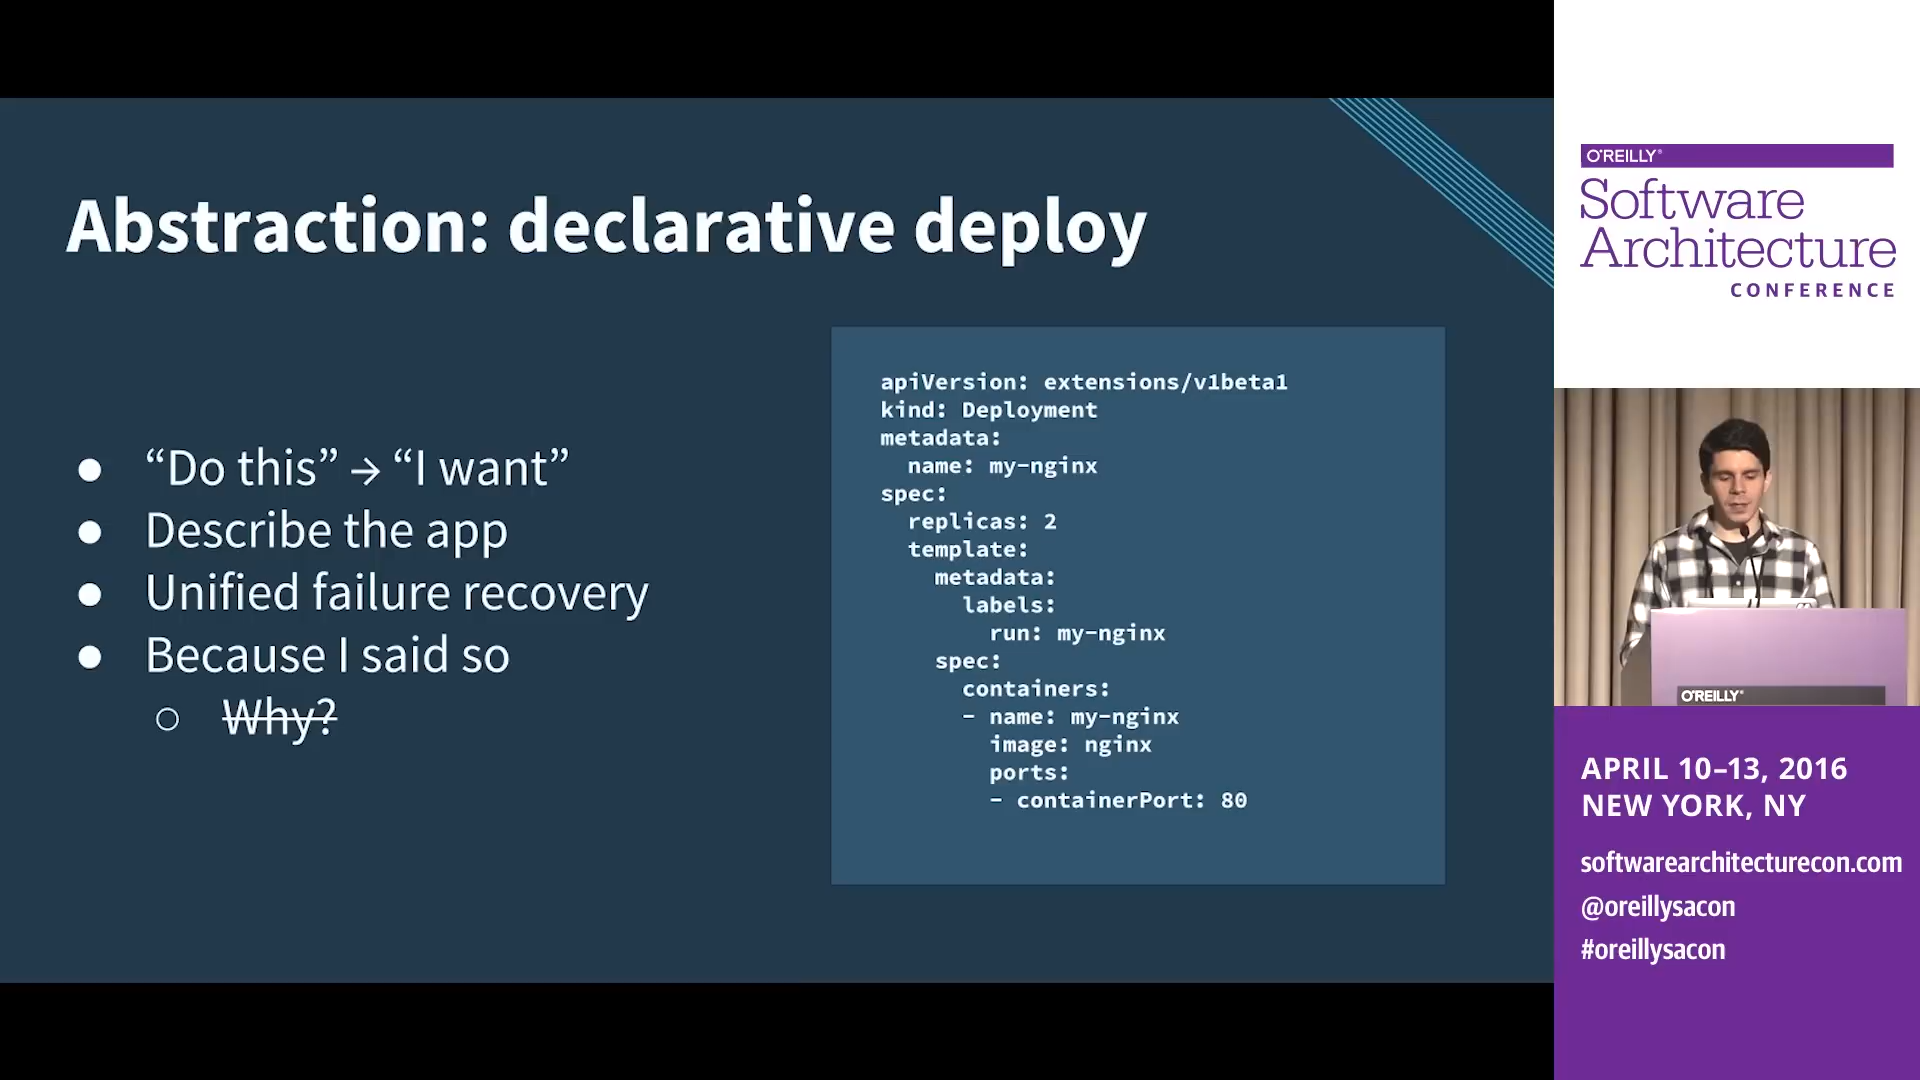 Abstraction: declarative deploy
● “Do this” → “I want”
● Describe the app
● Unified failure recovery
● Because I said so
○ Why?
apiVersion: extensions/v1beta1
kind: Deployment
metadata:
  name: my-nginx
spec:
  replicas: 2
  template:
    metadata:
      labels:
        run: my-nginx
    spec:
      containers:
      - name: my-nginx
        image: nginx
        ports:
        - containerPort: 80
O'REILLY®
Software
Architecture
CONFERENCE
O'REILLY®
APRIL 10–13, 2016
NEW YORK, NY
softwarearchitecturecon.com
@oreillysacon
#oreillysacon